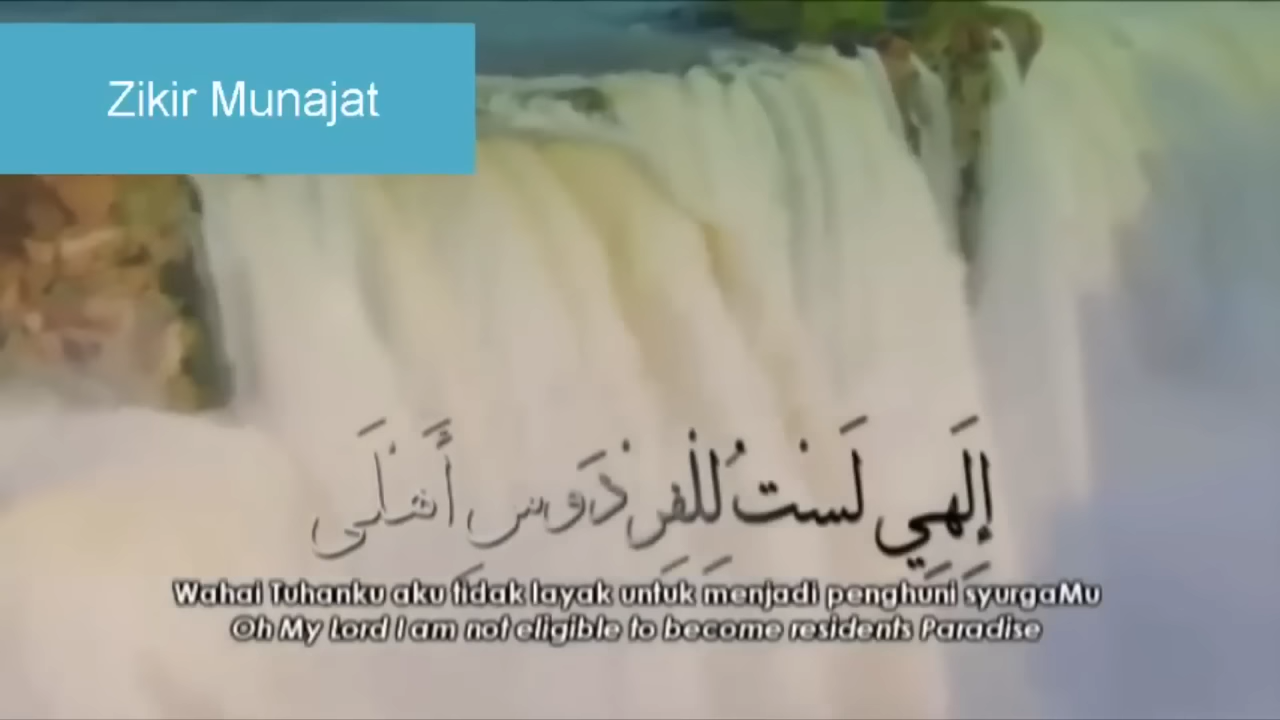 Zikir Munajat
إِلَهِي لَسْتُ لِلْفِرْدَوْسِ أَهْلَى
Wahai Tuhanku aku tidak layak untuk menjadi penghuni syurgaMu
Oh My Lord I am not eligible to become residents Paradise